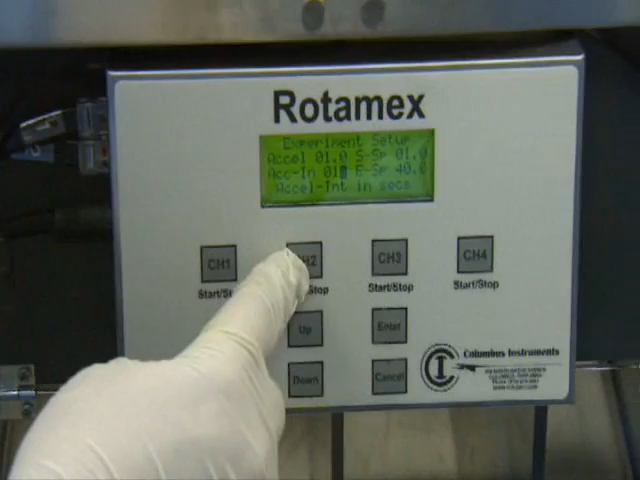 Rotamex
Experiment Setup
Accel 01.0 S-Sp 01.0
Acc-In 01 E-Sp 40.0
Accel-Int in secs
CH1
CH3
CH4
Start/Stop
Start/Stop
Up
Enter
Down
Cancel
Columbus Instruments